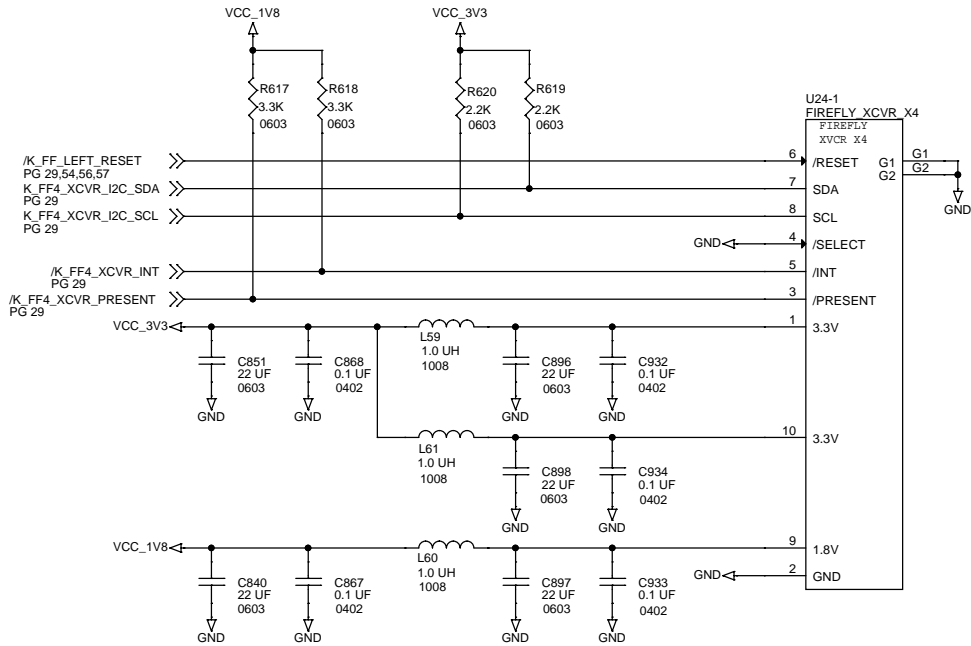 VCC_1V8
VCC_3V3
R617
3.3K
0603
R618
3.3K
0603
R620
2.2K
0603
R619
2.2K
0603
U24-1
FIREFLY_XCVR_X4
FIREFLY
XVCR X4
/K_FF_LEFT_RESET
PG 29,54,56,57
6
/RESET
G1
G1
G2
G2
GND
K_FF4_XCVR_I2C_SDA
PG 29
7
SDA
K_FF4_XCVR_I2C_SCL
PG 29
8
SCL
GND
4
/SELECT
/K_FF4_XCVR_INT
PG 29
5
/INT
/K_FF4_XCVR_PRESENT
PG 29
3
/PRESENT
VCC_3V3
1
3.3V
L59
1.0 UH
1008
C851
22 UF
0603
GND
C868
0.1 UF
0402
GND
C896
22 UF
0603
GND
C932
0.1 UF
0402
GND
10
3.3V
L61
1.0 UH
1008
C898
22 UF
0603
GND
C934
0.1 UF
0402
GND
VCC_1V8
9
1.8V
L60
1.0 UH
1008
GND
2
GND
C840
22 UF
0603
GND
C867
0.1 UF
0402
GND
C897
22 UF
0603
GND
C933
0.1 UF
0402
GND